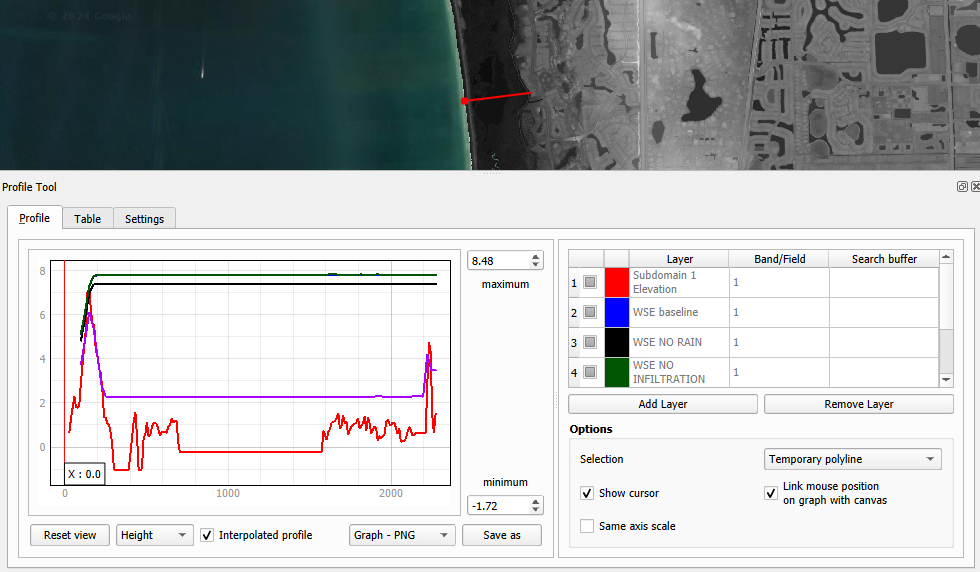 © 2024 Google
Profile Tool
Profile
Table
Settings
8
6
4
2
0
X : 0.0
0
1000
2000
8.48
maximum
minimum
-1.72
Reset view
Height
Interpolated profile
Graph - PNG
Save as
Layer
Band/Field
Search buffer
1
Subdomain 1
Elevation
1
2
WSE baseline
1
3
WSE NO RAIN
1
4
WSE NO
INFILTRATION
1
Add Layer
Remove Layer
Options
Selection
Temporary polyline
Show cursor
Link mouse position
on graph with canvas
Same axis scale